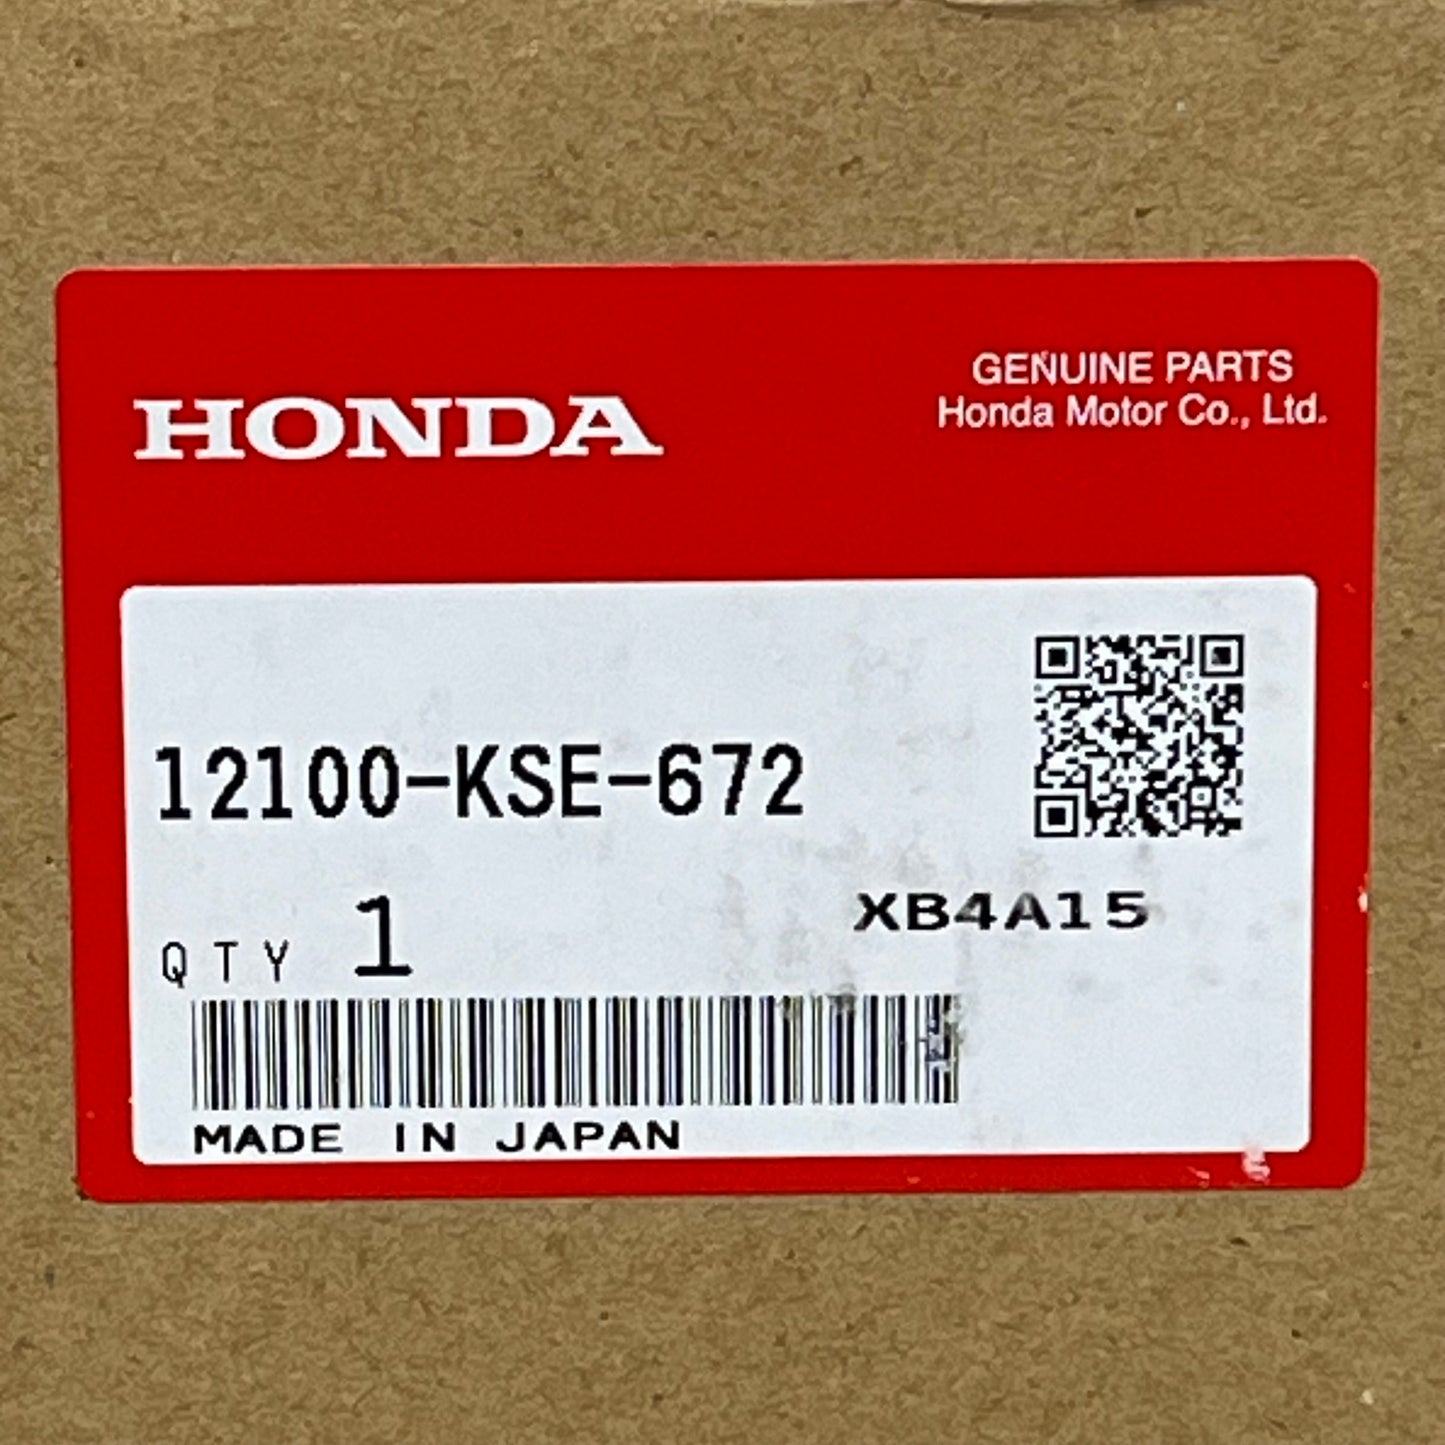 HONDA
GENUINE PARTS
Honda Motor Co., Ltd.
12100-KSE-672
QTY 1
XB4A15
MADE IN JAPAN